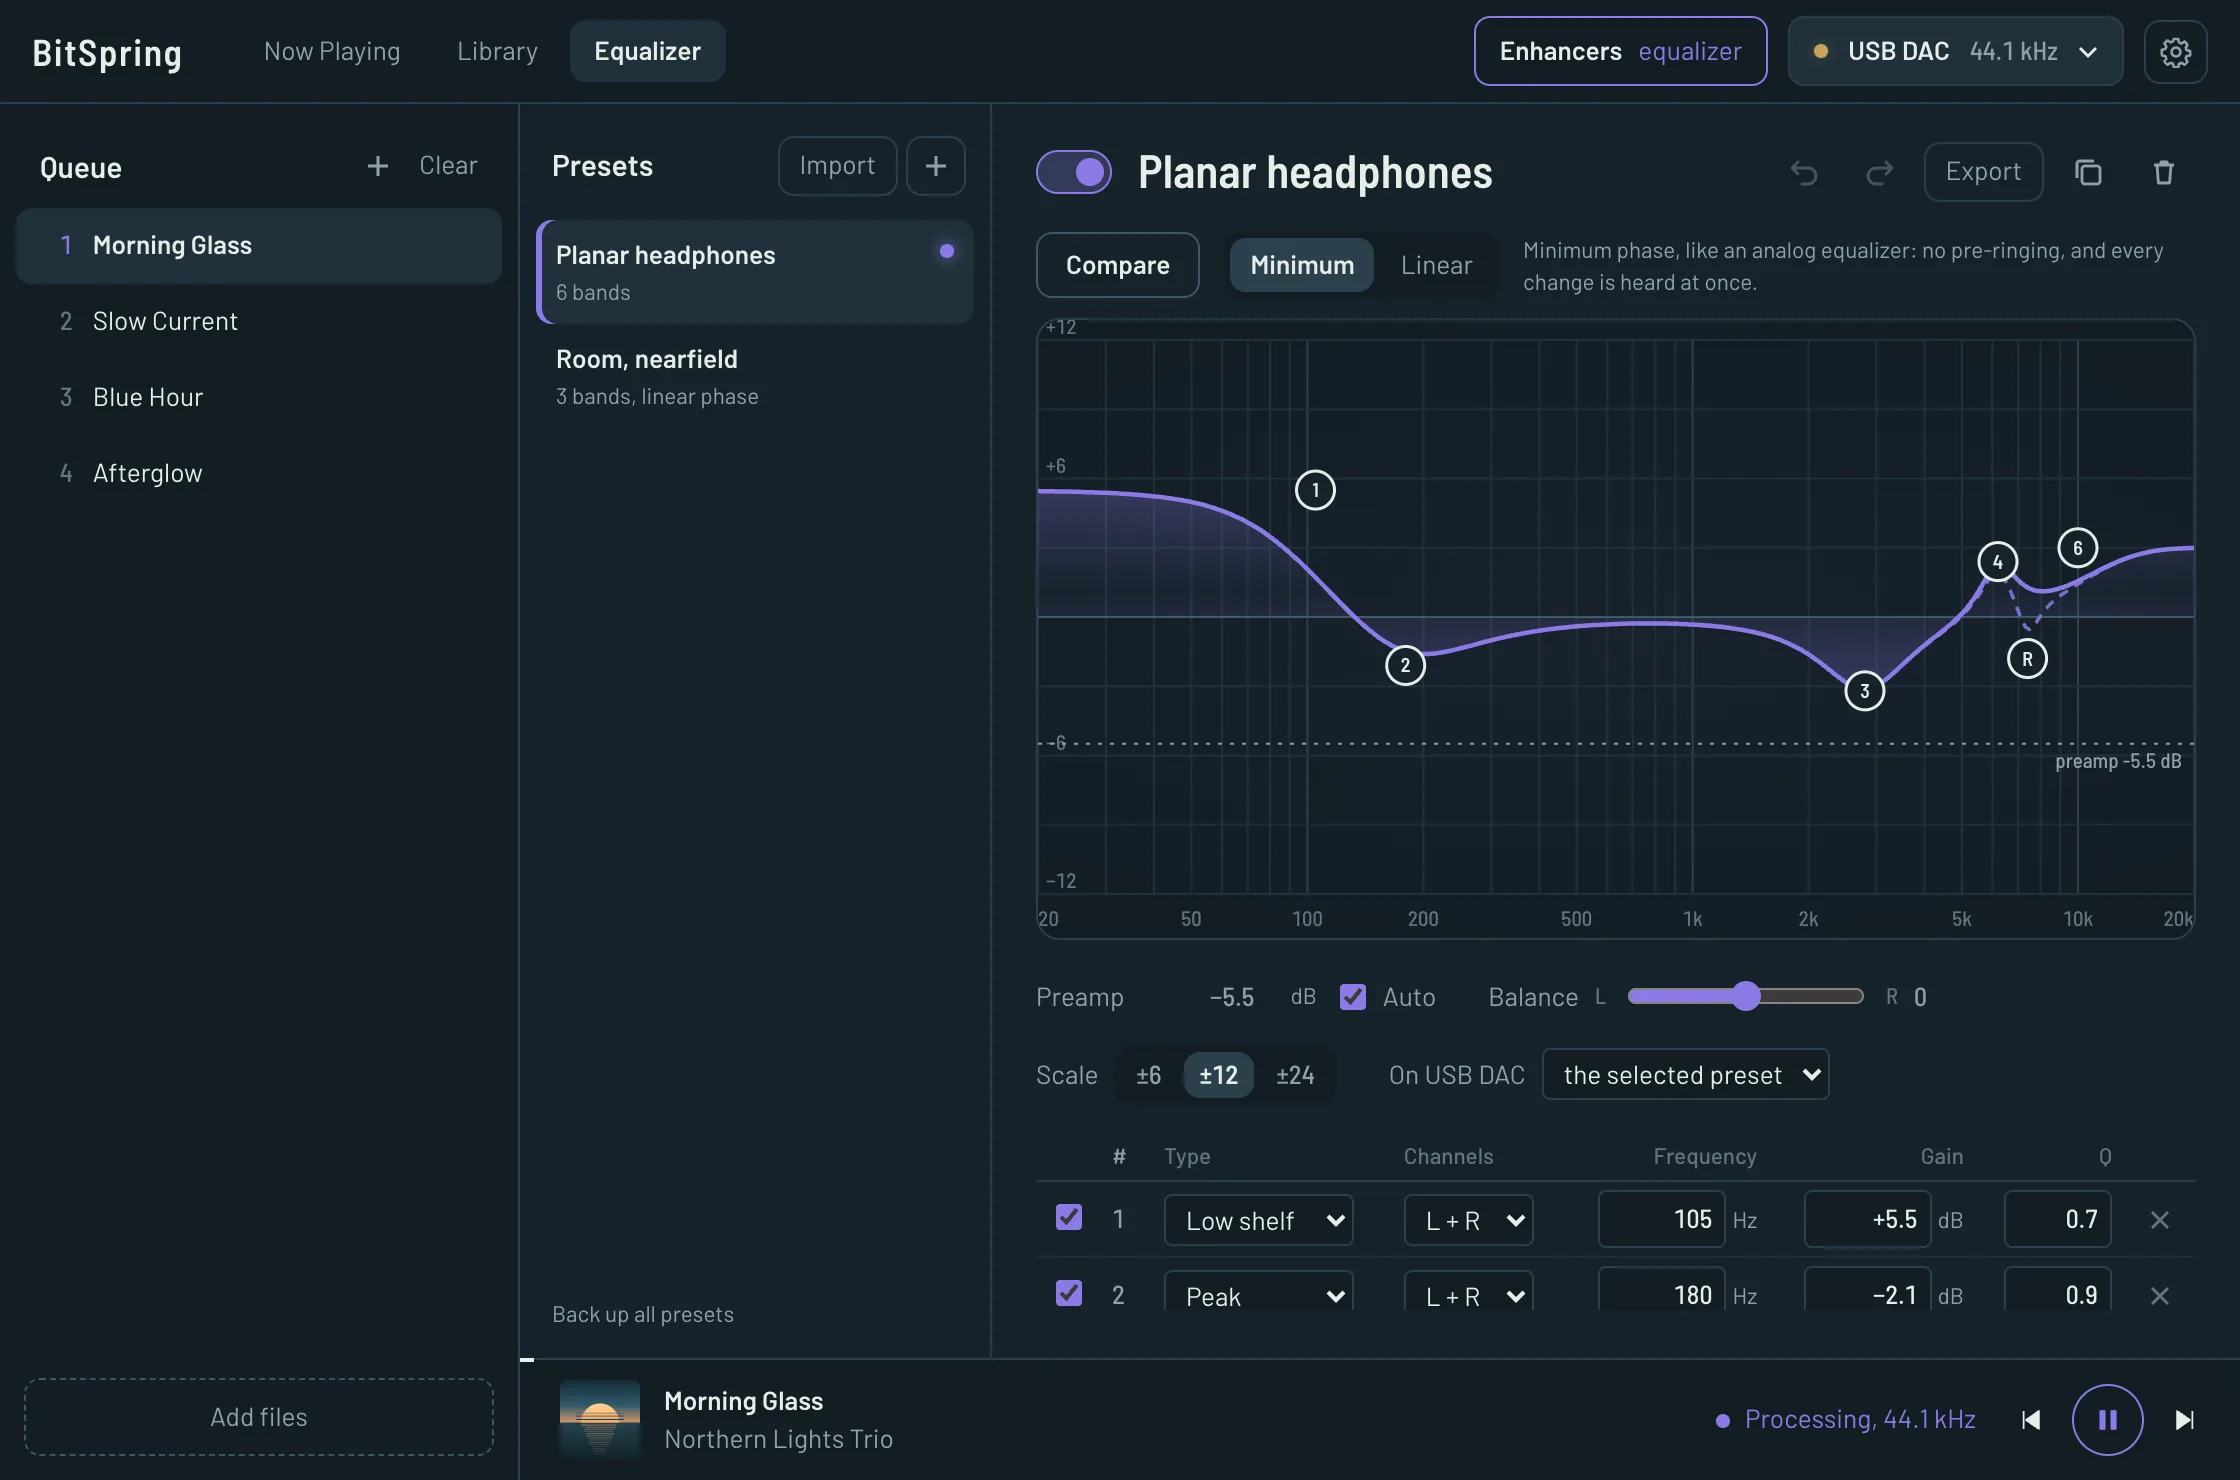 BitSpring
Now Playing
Library
Equalizer
Enhancers equalizer
USB DAC 44.1 kHz
Queue
Clear
1 Morning Glass
2 Slow Current
3 Blue Hour
4 Afterglow
Add files
Presets
Import
Planar headphones
6 bands
Room, nearfield
3 bands, linear phase
Back up all presets
Planar headphones
Export
Compare
Minimum
Linear
Minimum phase, like an analog equalizer: no pre-ringing, and every
change is heard at once.
+12
+6
−6
−12
1
2
3
4
R
6
preamp -5.5 dB
20 50 100 200 500 1k 2k 5k 10k 20k
Preamp −5.5 dB Auto Balance L R 0
Scale ±6 ±12 ±24 On USB DAC the selected preset
# Type Channels Frequency Gain Q
1 Low shelf L + R 105 Hz +5.5 dB 0.7
2 Peak L + R 180 Hz −2.1 dB 0.9
Morning Glass
Northern Lights Trio
Processing, 44.1 kHz